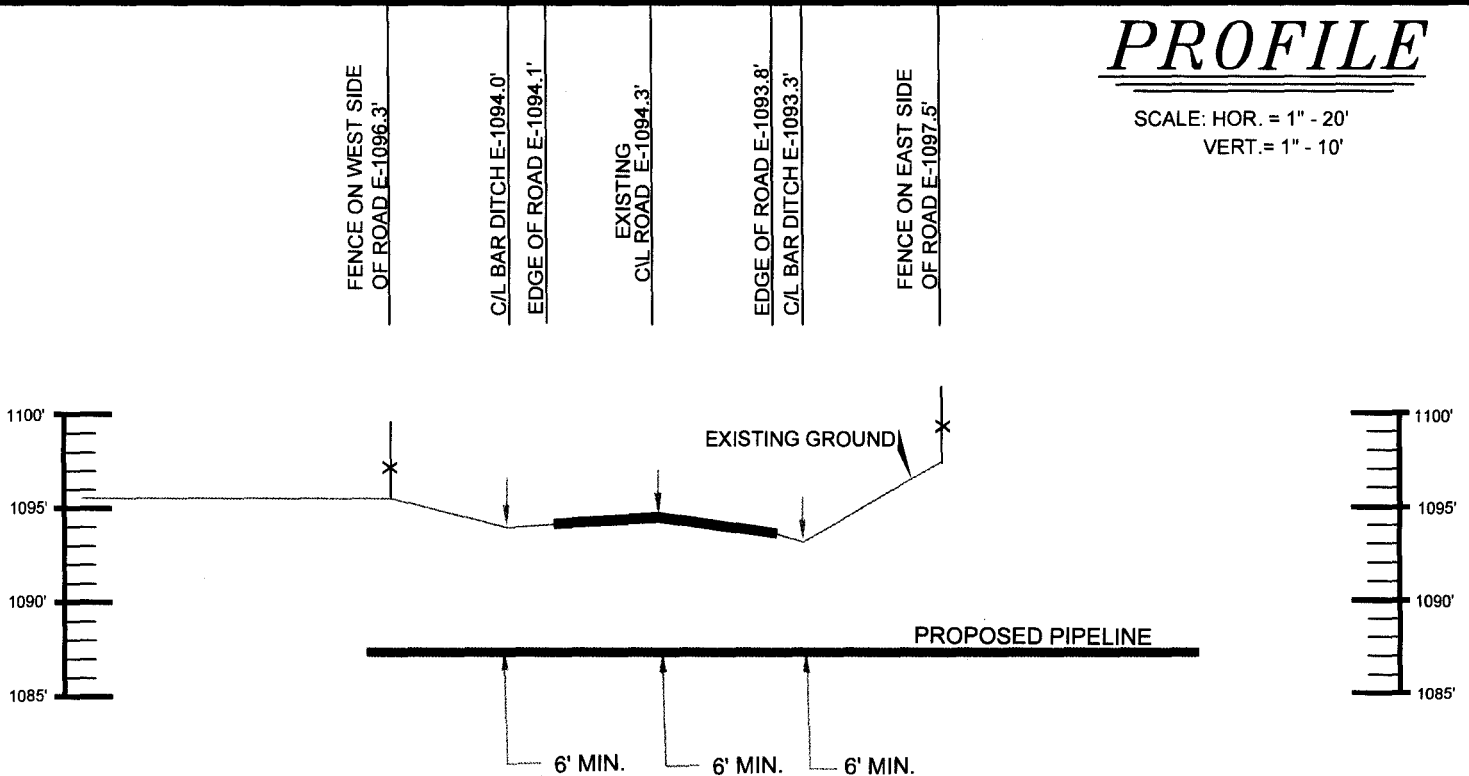 PROFILE
SCALE: HOR. = 1" - 20'
VERT.= 1" - 10'
FENCE ON WEST SIDE
OF ROAD E-1096.3'
C/L BAR DITCH E-1094.0'
EDGE OF ROAD E-1094.1'
EXISTING
C\L ROAD E-1094.3'
EDGE OF ROAD E-1093.8'
C/L BAR DITCH E-1093.3'
FENCE ON EAST SIDE
OF ROAD E-1097.5'
1100'
1095'
1090'
1085'
EXISTING GROUND
PROPOSED PIPELINE
6' MIN.
6' MIN.
6' MIN.
1100'
1095'
1090'
1085'